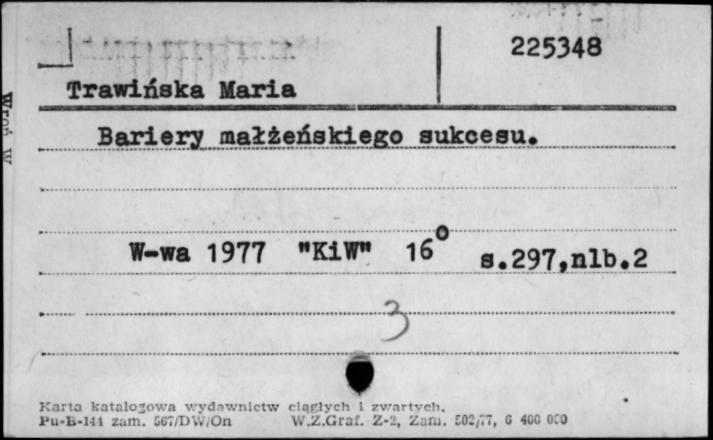 225348
Trawińska Maria
Bariery małżeńskiego sukcesu.
W-wa 1977 "KiW" 16° s.297,nlb.2
3
Karta katalogowa wydawnictw ciągłych i zwartych.
Pu-B-144 zam. 567/DW/On W.Z.Graf. Z-2, Zam. 502/77, 6 400 000